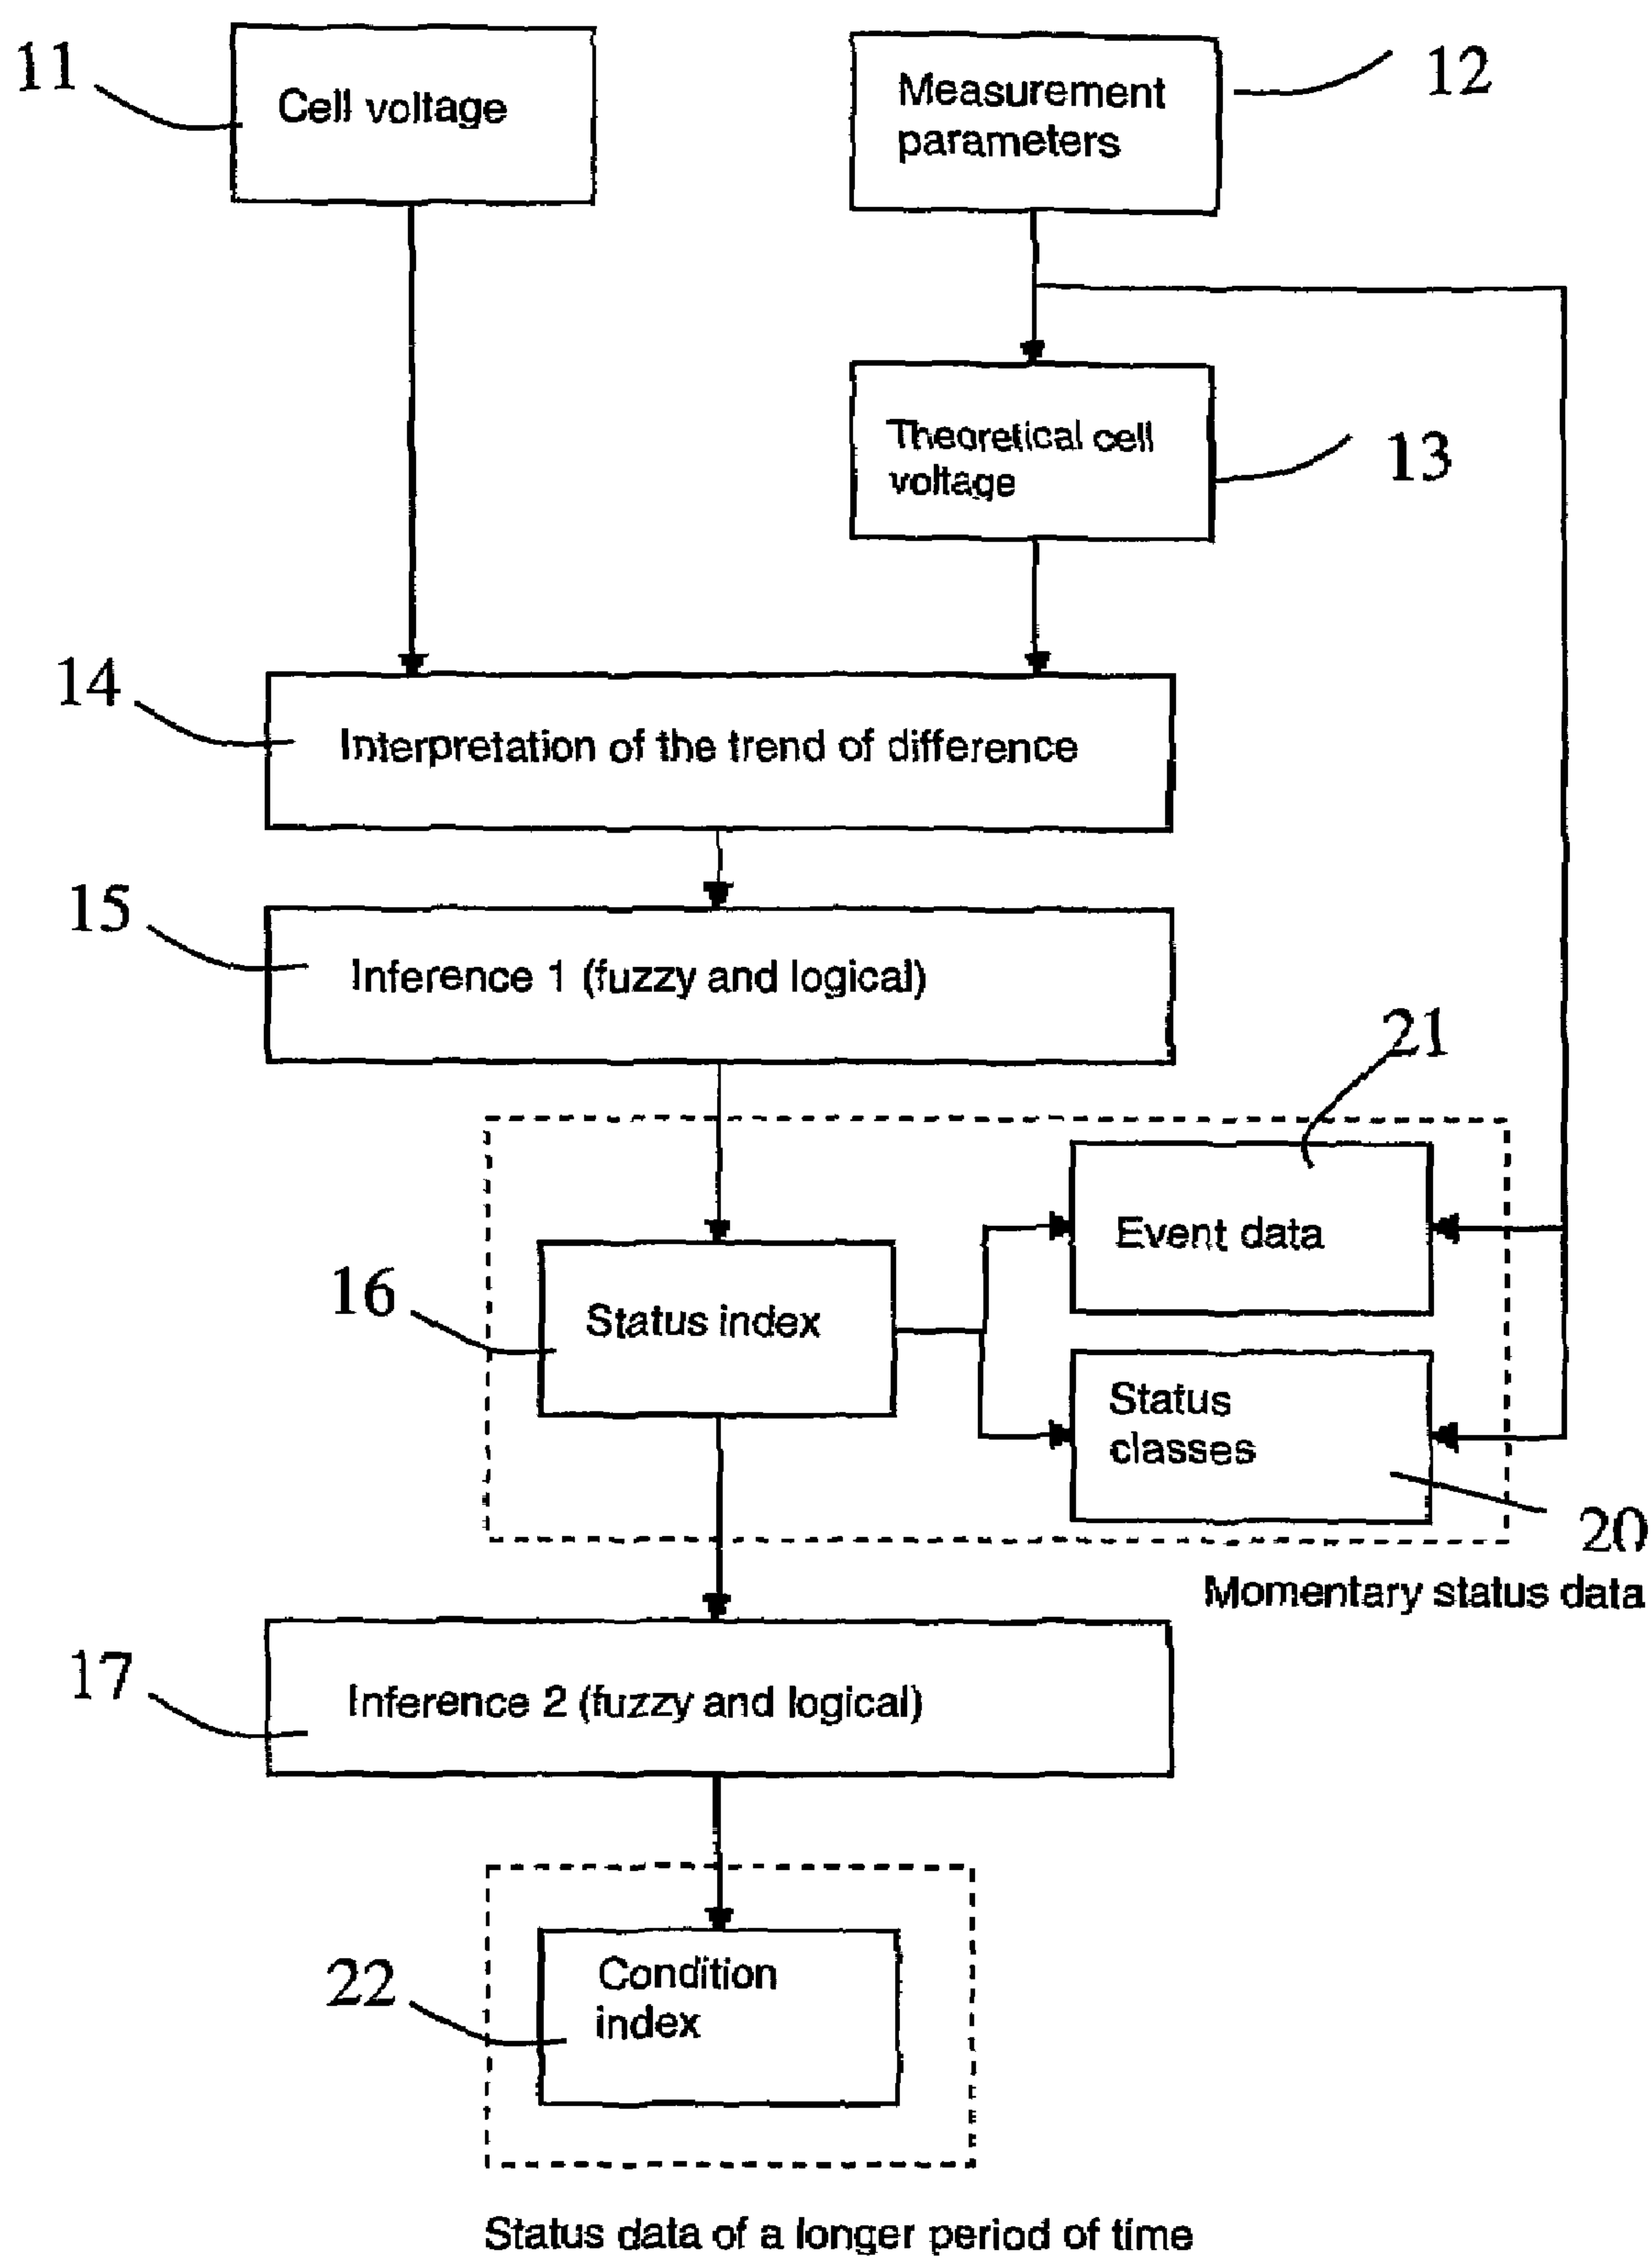 11
Cell voltage
Measurement
parameters
12
Theoretical cell
voltage
13
14
Interpretation of the trend of difference
15
Inference 1 (fuzzy and logical)
21
Event data
16
Status index
Status
classes
20
Momentary status data
17
Inference 2 (fuzzy and logical)
22
Condition
index
Status data of a longer period of time